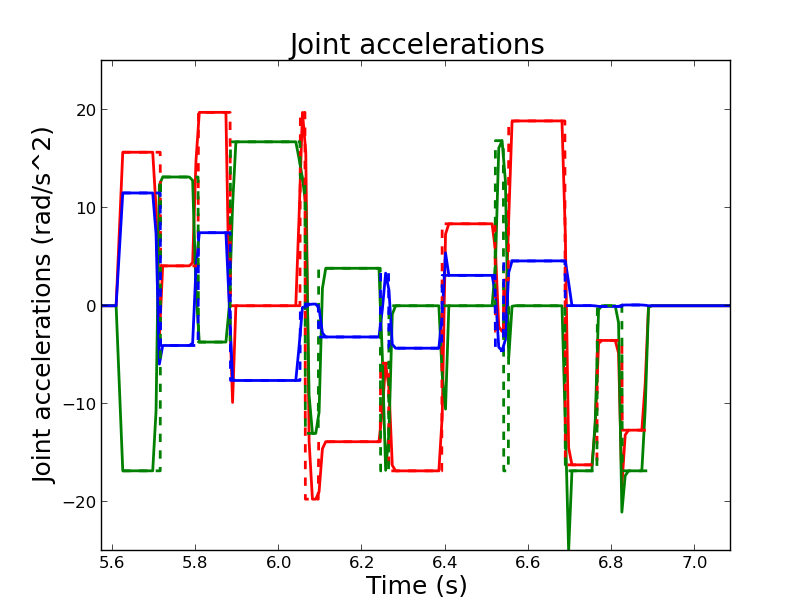 Joint accelerations
Joint accelerations (rad/s^2)
20
10
0
−10
−20
5.6 5.8 6.0 6.2 6.4 6.6 6.8 7.0
Time (s)